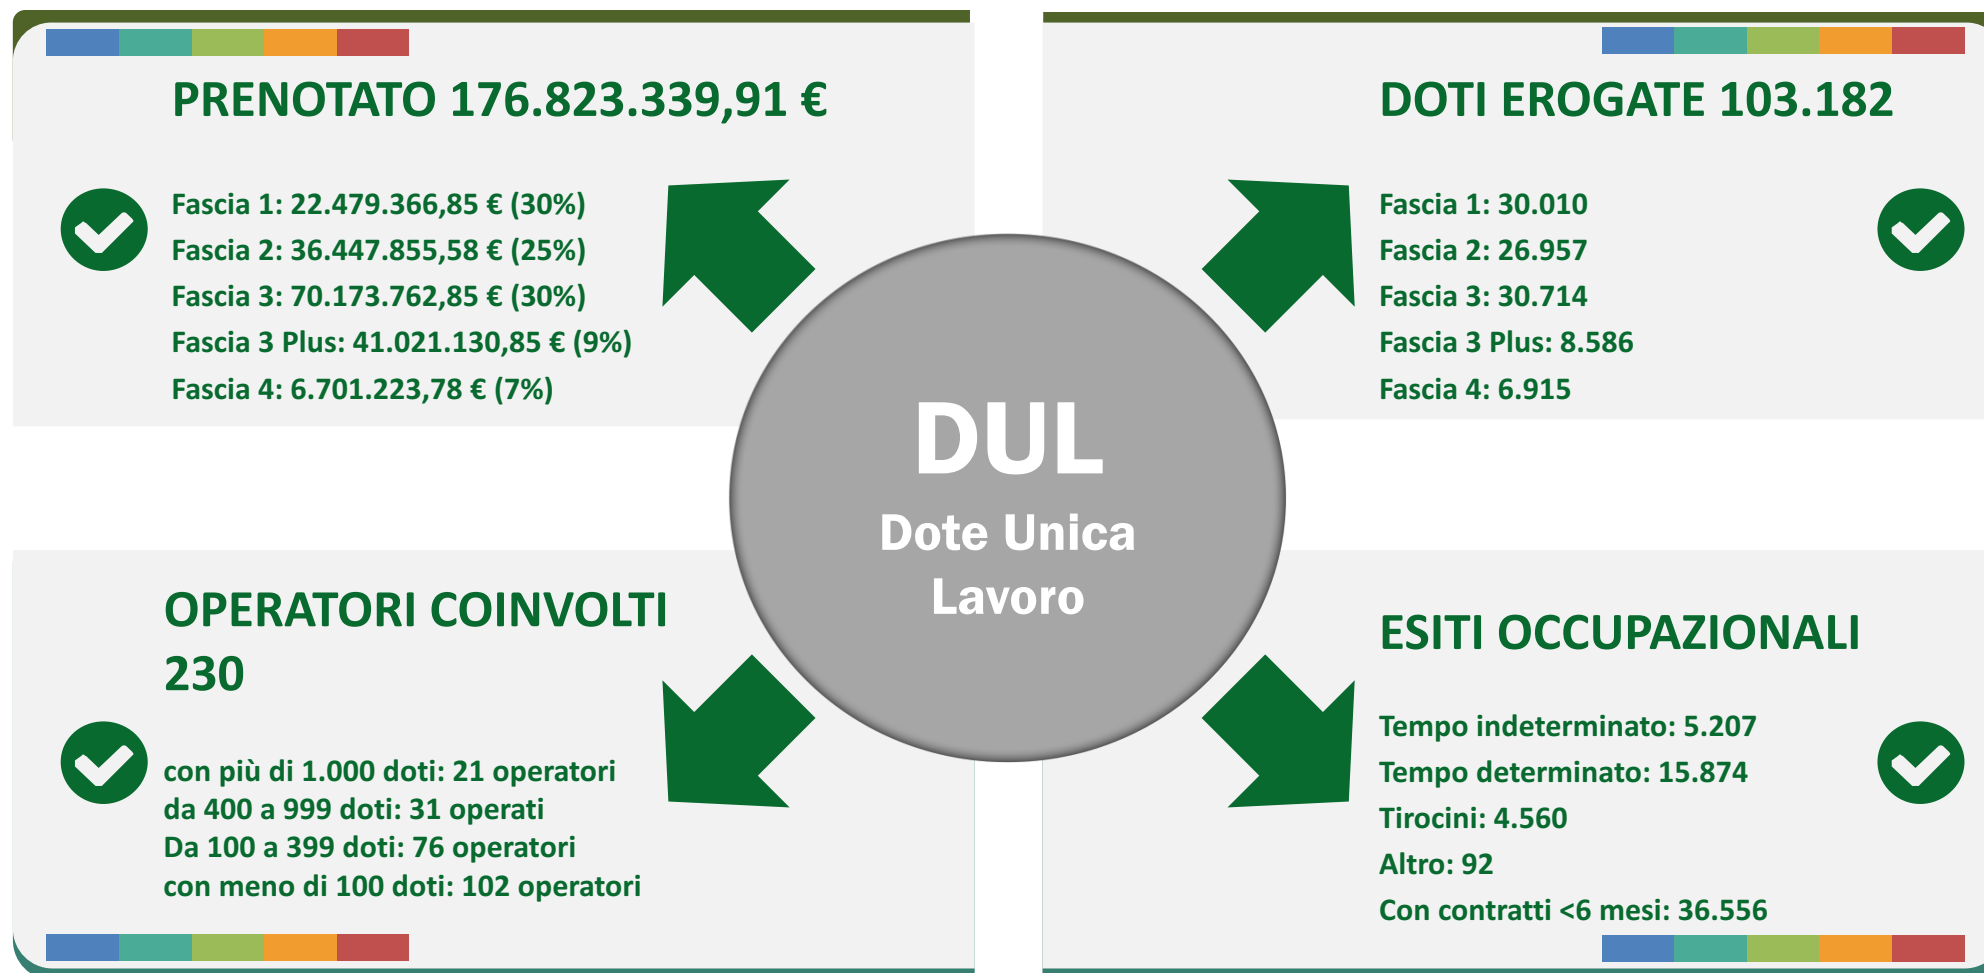 PRENOTATO 176.823.339,91 €
Fascia 1: 22.479.366,85 € (30%)
Fascia 2: 36.447.855,58 € (25%)
Fascia 3: 70.173.762,85 € (30%)
Fascia 3 Plus: 41.021.130,85 € (9%)
Fascia 4: 6.701.223,78 € (7%)
DOTI EROGATE 103.182
Fascia 1: 30.010
Fascia 2: 26.957
Fascia 3: 30.714
Fascia 3 Plus: 8.586
Fascia 4: 6.915
DUL
Dote Unica
Lavoro
OPERATORI COINVOLTI
230
con più di 1.000 doti: 21 operatori
da 400 a 999 doti: 31 operati
Da 100 a 399 doti: 76 operatori
con meno di 100 doti: 102 operatori
ESITI OCCUPAZIONALI
Tempo indeterminato: 5.207
Tempo determinato: 15.874
Tirocini: 4.560
Altro: 92
Con contratti <6 mesi: 36.556